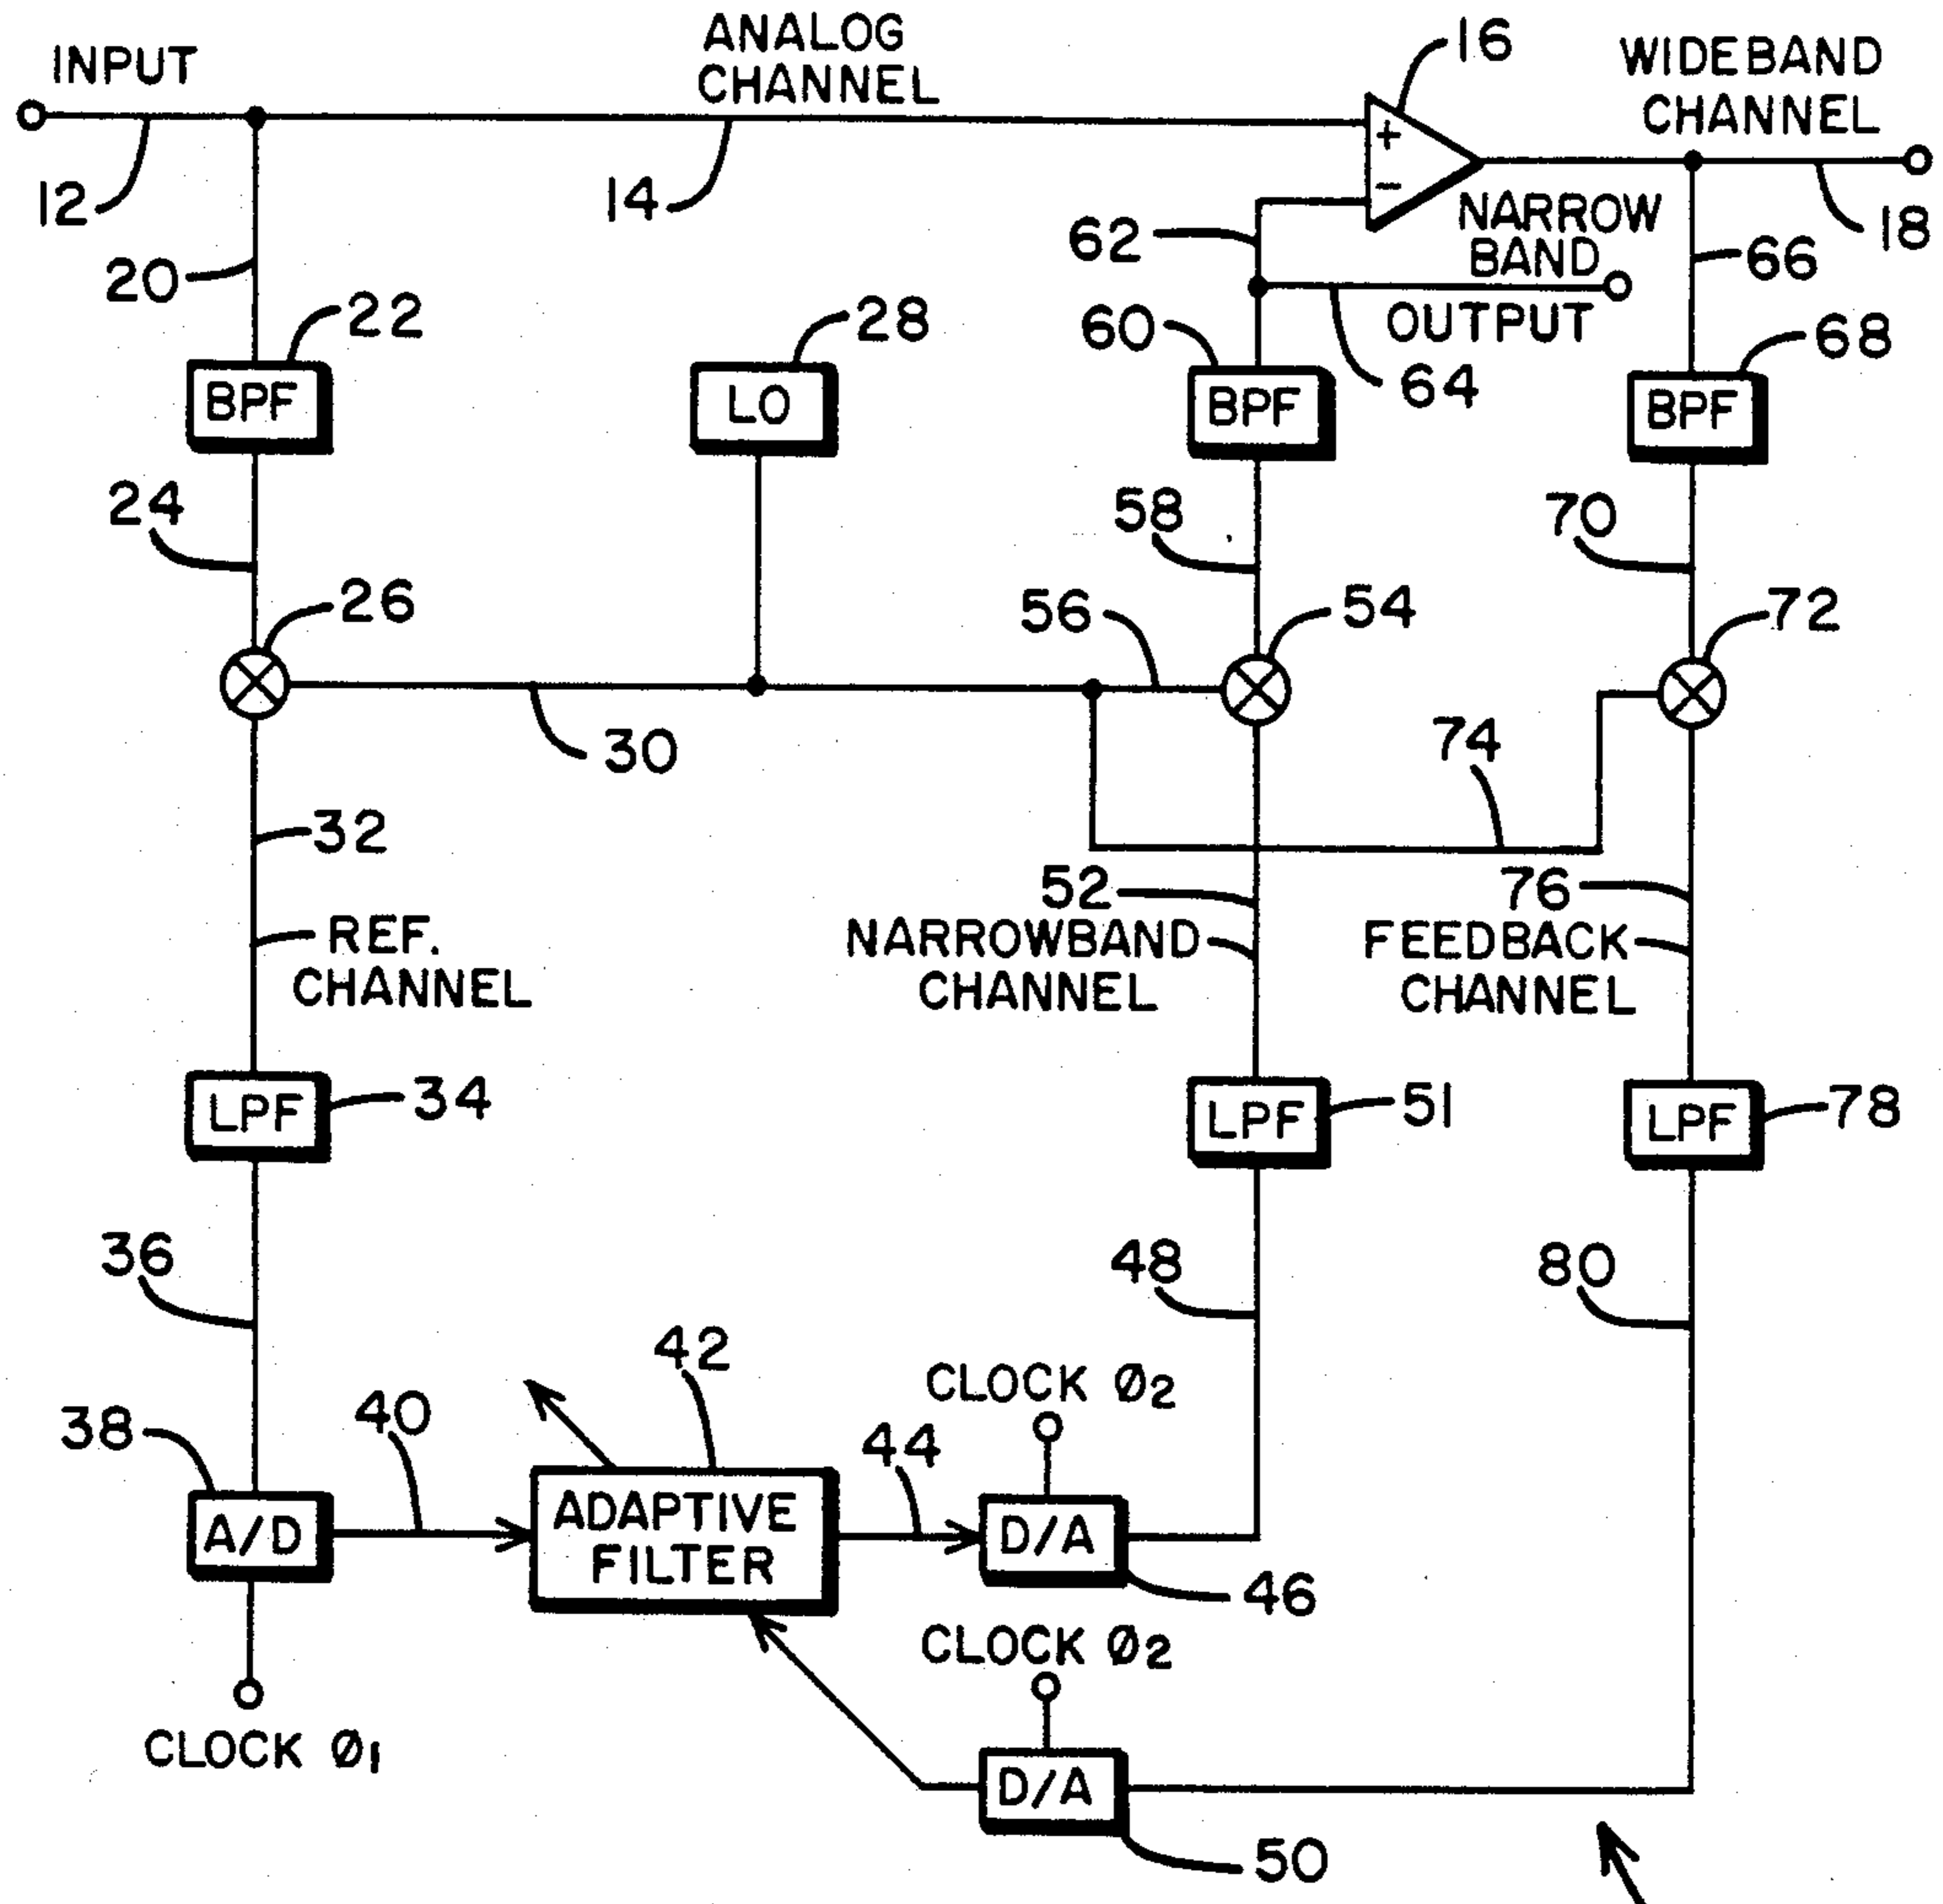 INPUT
ANALOG
CHANNEL
16
WIDEBAND
CHANNEL
12
14
62
NARROW
BAND
OUTPUT
18
20
22
28
60
64
66
68
BPF
LO
BPF
BPF
24
58
70
26
56
54
72
30
74
32
52
76
REF.
CHANNEL
NARROWBAND
CHANNEL
FEEDBACK
CHANNEL
LPF
34
LPF
51
LPF
78
36
48
80
42
CLOCK Ø2
38
40
44
A/D
ADAPTIVE
FILTER
D/A
46
CLOCK Ø2
CLOCK Ø1
D/A
50